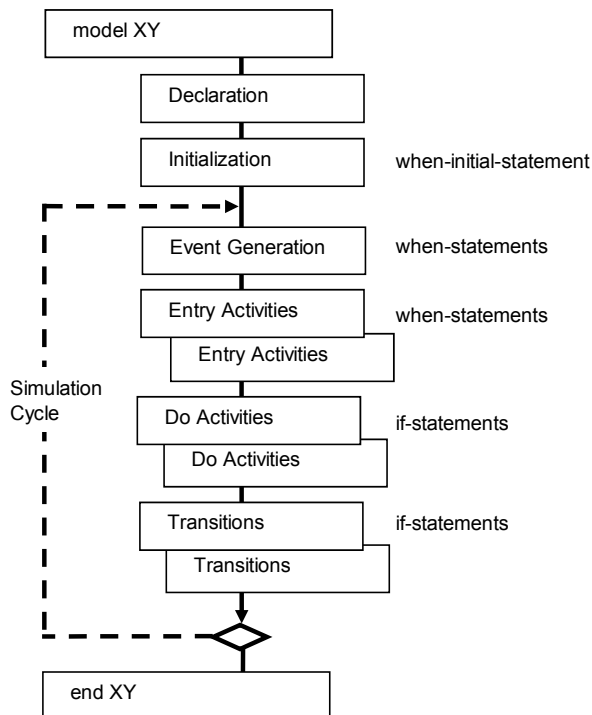 model XY
Declaration
Initialization
when-initial-statement
Event Generation
when-statements
Entry Activities
when-statements
Entry Activities
Simulation
Cycle
Do Activities
if-statements
Do Activities
Transitions
if-statements
Transitions
end XY